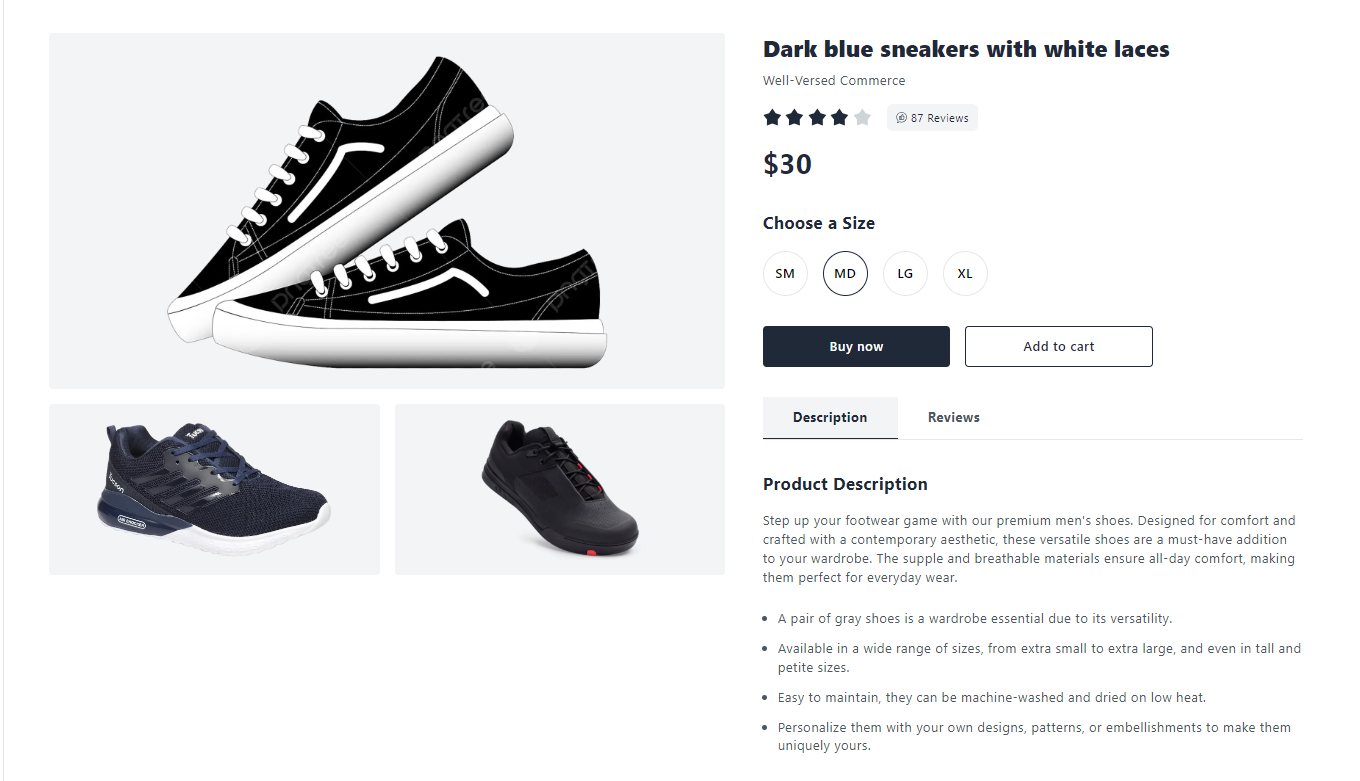 Dark blue sneakers with white laces
Well-Versed Commerce
87 Reviews
$30
Choose a Size
SM MD LG XL
Buy now Add to cart
Description Reviews
Product Description
Step up your footwear game with our premium men's shoes. Designed for comfort and
crafted with a contemporary aesthetic, these versatile shoes are a must-have addition
to your wardrobe. The supple and breathable materials ensure all-day comfort, making
them perfect for everyday wear.
A pair of gray shoes is a wardrobe essential due to its versatility.
Available in a wide range of sizes, from extra small to extra large, and even in tall and
petite sizes.
Easy to maintain, they can be machine-washed and dried on low heat.
Personalize them with your own designs, patterns, or embellishments to make them
uniquely yours.
Tucson